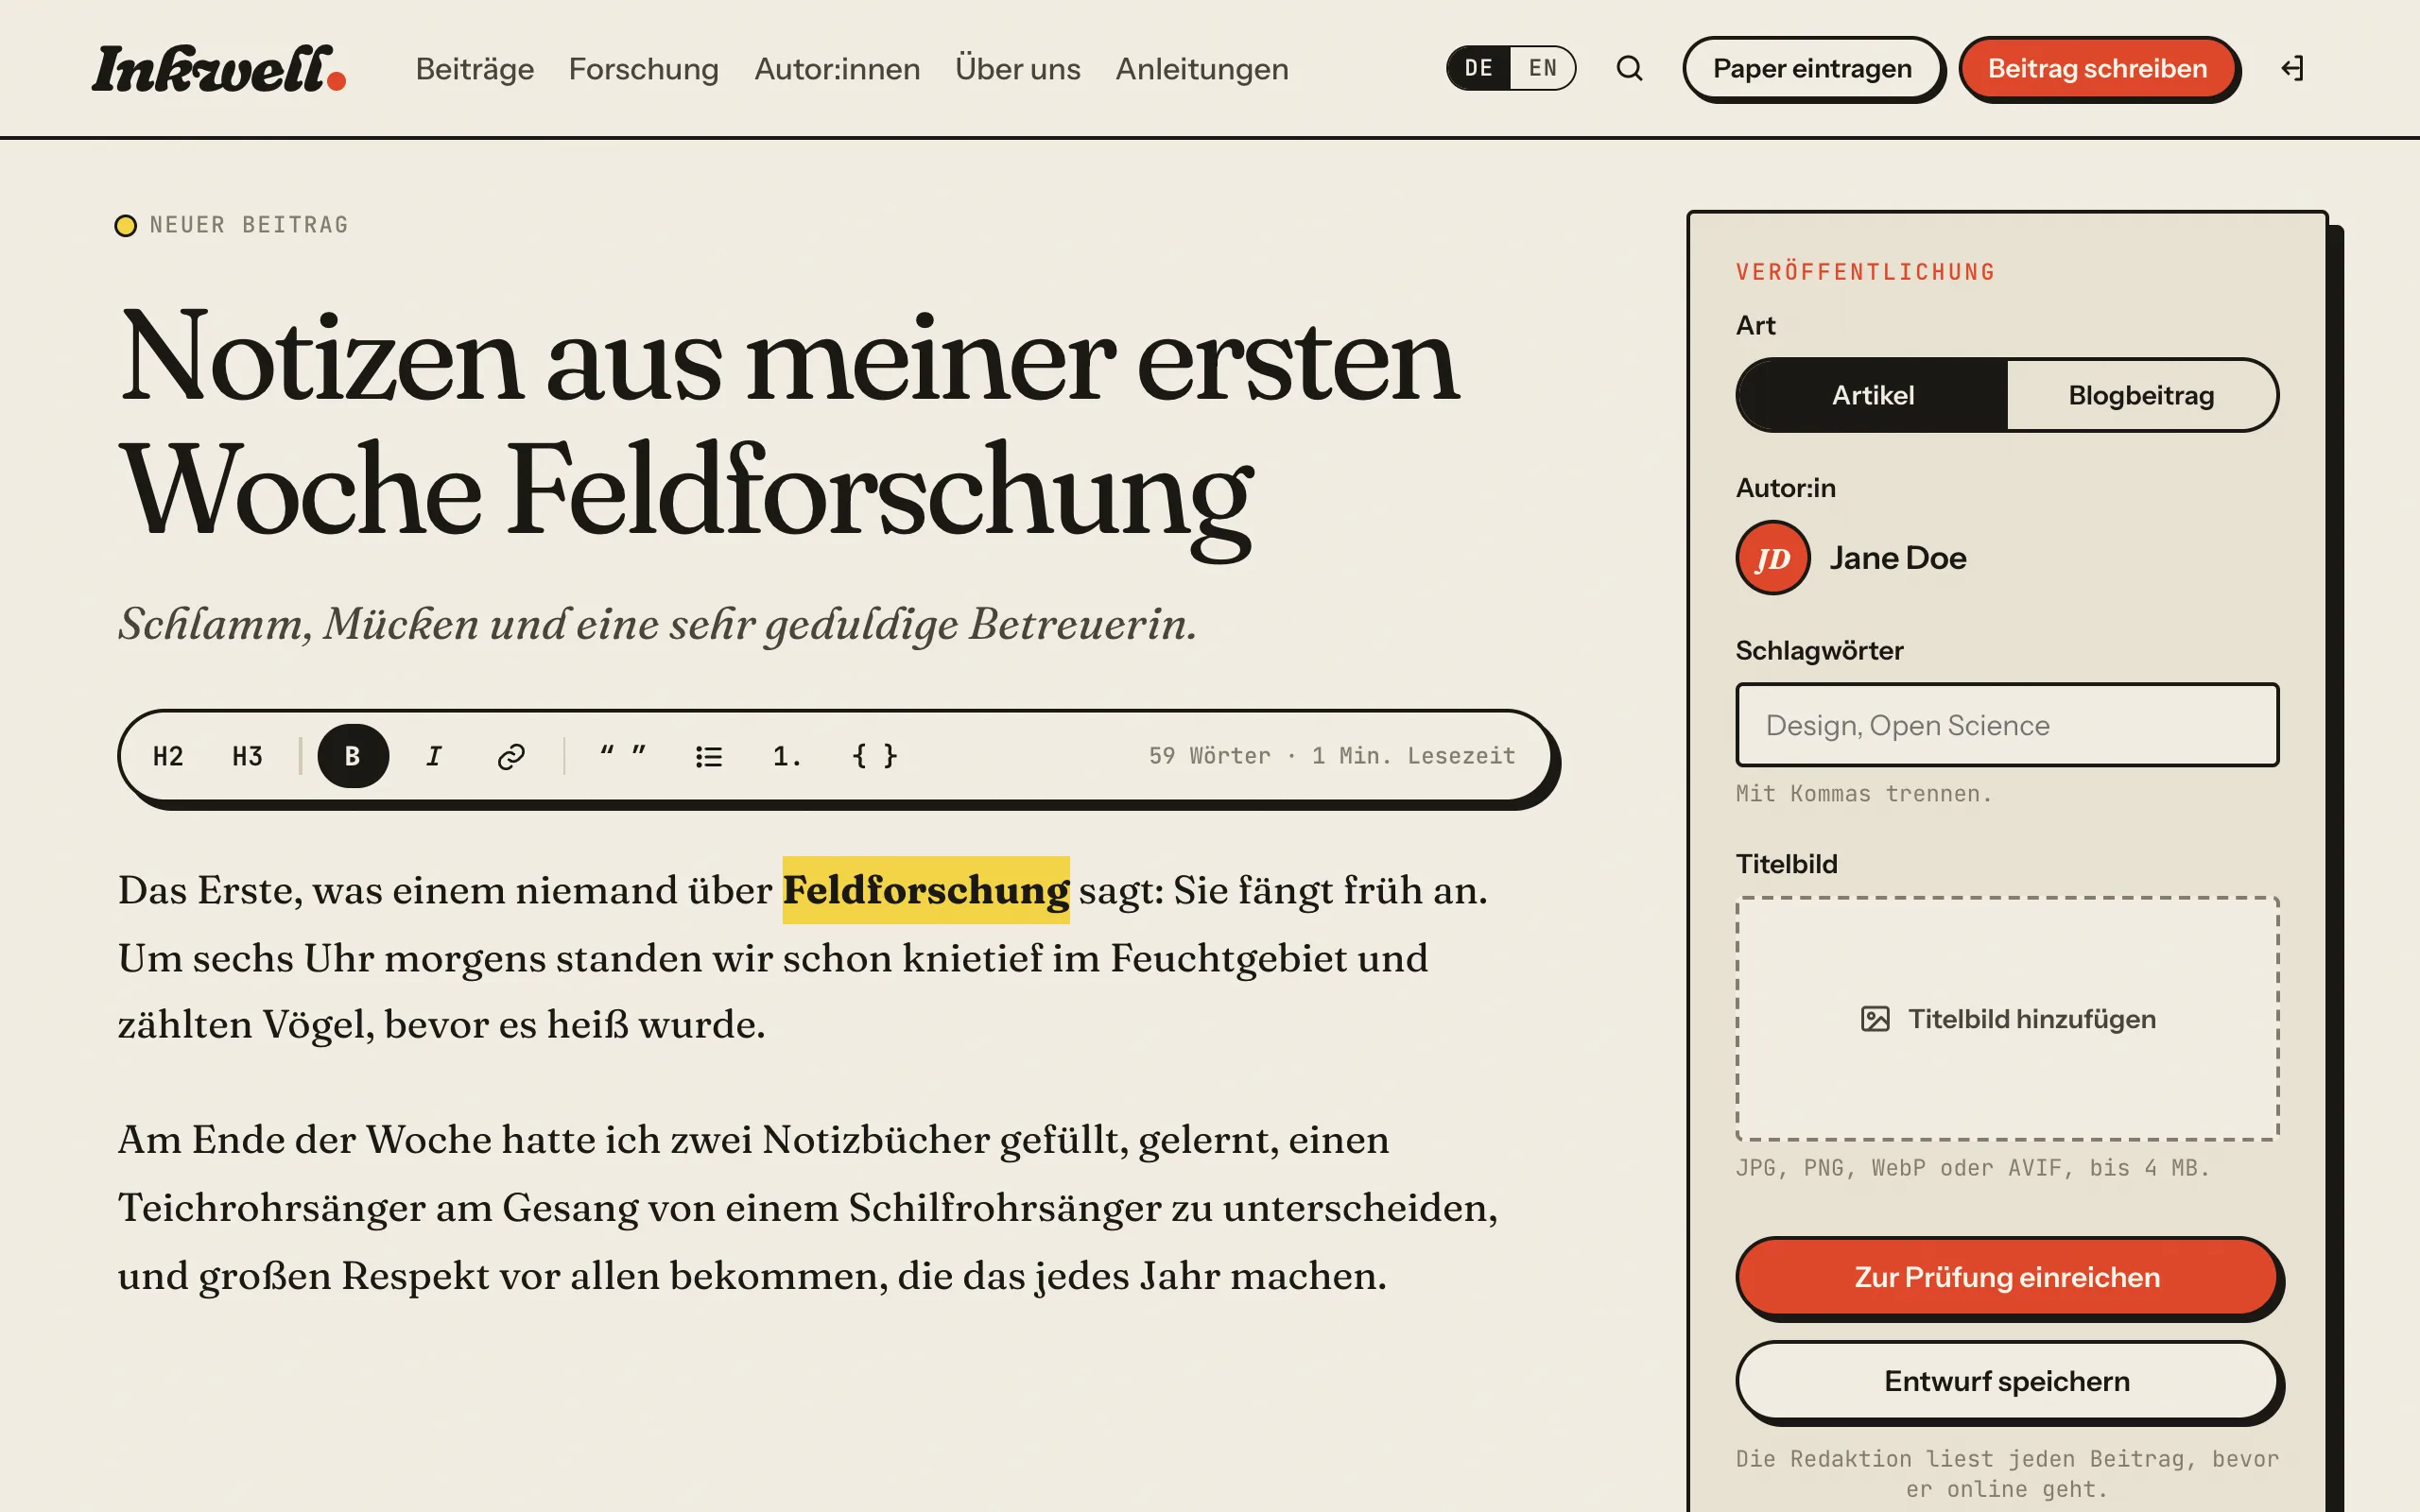 Inkwell.
Beiträge
Forschung
Autor:innen
Über uns
Anleitungen
DE
EN
Paper eintragen
Beitrag schreiben
NEUER BEITRAG
Notizen aus meiner ersten
Woche Feldforschung
Schlamm, Mücken und eine sehr geduldige Betreuerin.
H2 H3 B I “ ” 1. { } 59 Wörter · 1 Min. Lesezeit
Das Erste, was einem niemand über Feldforschung sagt: Sie fängt früh an.
Um sechs Uhr morgens standen wir schon knietief im Feuchtgebiet und
zählten Vögel, bevor es heiß wurde.
Am Ende der Woche hatte ich zwei Notizbücher gefüllt, gelernt, einen
Teichrohrsänger am Gesang von einem Schilfrohrsänger zu unterscheiden,
und großen Respekt vor allen bekommen, die das jedes Jahr machen.
VERÖFFENTLICHUNG
Art
Artikel
Blogbeitrag
Autor:in
JD
Jane Doe
Schlagwörter
Design, Open Science
Mit Kommas trennen.
Titelbild
Titelbild hinzufügen
JPG, PNG, WebP oder AVIF, bis 4 MB.
Zur Prüfung einreichen
Entwurf speichern
Die Redaktion liest jeden Beitrag, bevor
er online geht.